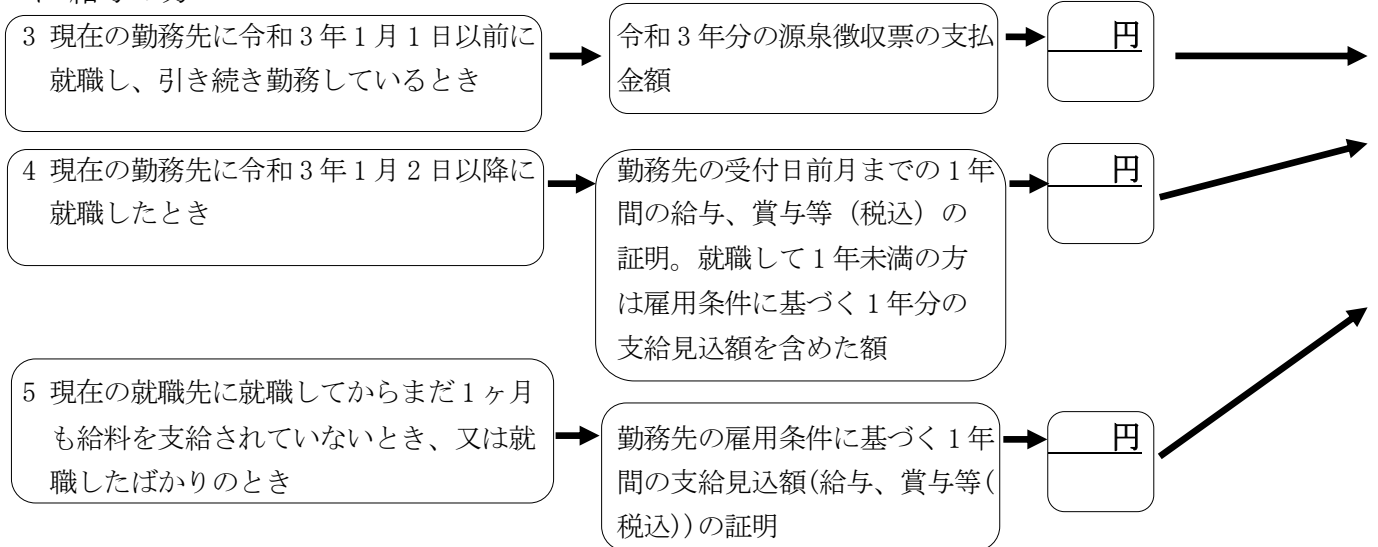 3 現在の勤務先に令和3年1月1日以前に
就職し、引き続き勤務しているとき
令和3年分の源泉徴収票の支払
金額
円
4 現在の勤務先に令和3年1月2日以降に
就職したとき
勤務先の受付日前月までの1年
間の給与、賞与等（税込）の
証明。就職して1年未満の方
は雇用条件に基づく1年分の
支給見込額を含めた額
円
5 現在の就職先に就職してからまだ1ヶ月
も給料を支給されていないとき、又は就
職したばかりのとき
勤務先の雇用条件に基づく1年
間の支給見込額(給与、賞与等(
税込))の証明
円